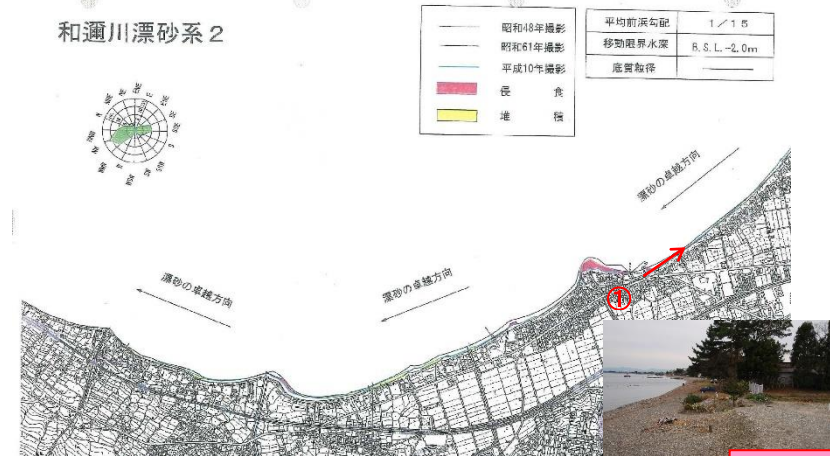 和邇川漂砂系2
昭和48年撮影
昭和61年撮影
平成10年撮影
侵 食
堆 積
平均前浜勾配 1/15
移動限界水深 B.S.L.-2.0m
底質粒径
漂砂の卓越方向
漂砂の卓越方向
漂砂の卓越方向
①